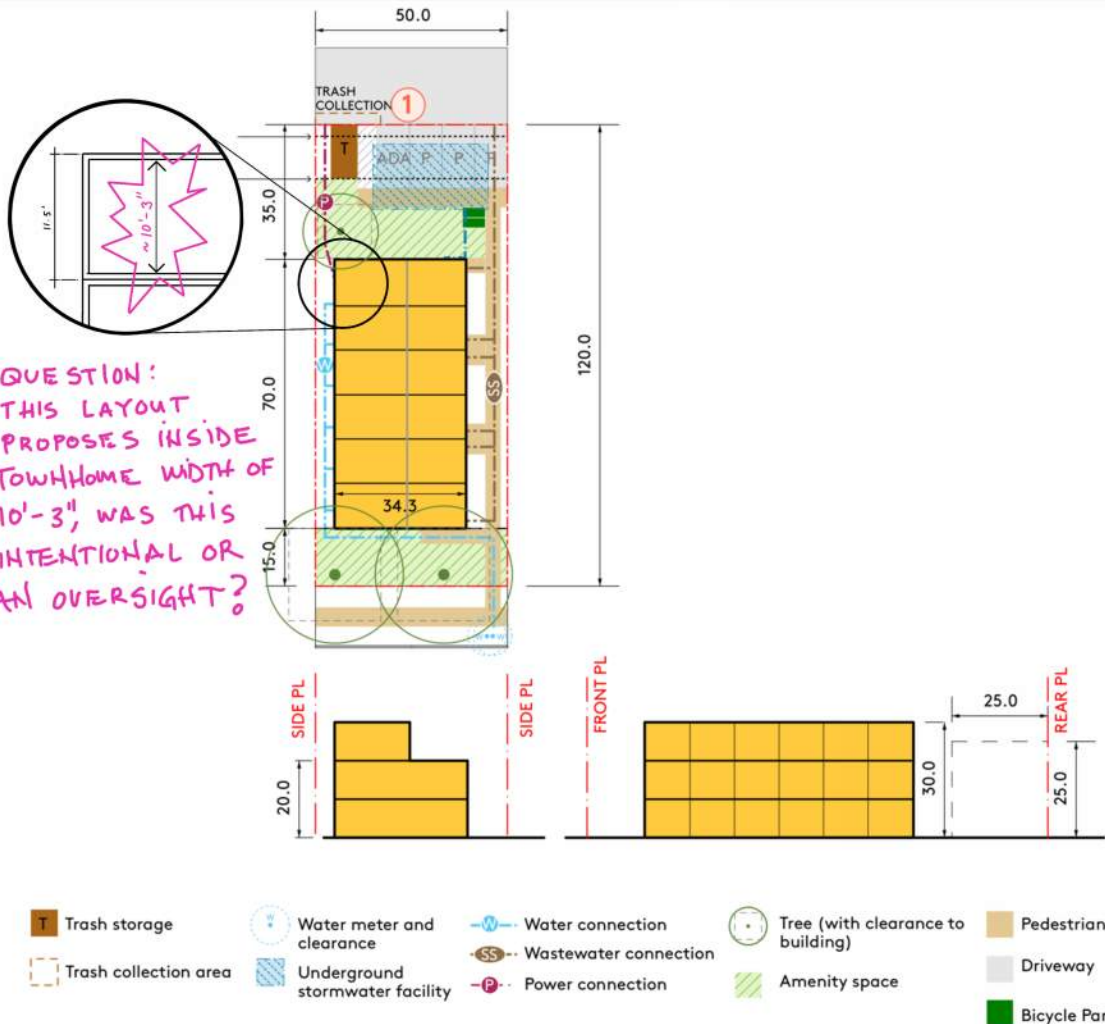 50.0
TRASH
COLLECTION
1
T
ADA P P P
P
35.0
11.5'
~10'-3"
W
SS
70.0
120.0
34.3
15.0
QUESTION:
THIS LAYOUT
PROPOSES INSIDE
TOWHHOME WIDTH OF
10'-3", WAS THIS
INTENTIONAL OR
AN OVERSIGHT?
W W
SIDE PL
SIDE PL
FRONT PL
REAR PL
25.0
20.0
30.0
25.0
T Trash storage
Trash collection area
W Water meter and
clearance
Underground
stormwater facility
W Water connection
SS Wastewater connection
P Power connection
Tree (with clearance to
building)
Amenity space
Pedestrian
Driveway
Bicycle Par